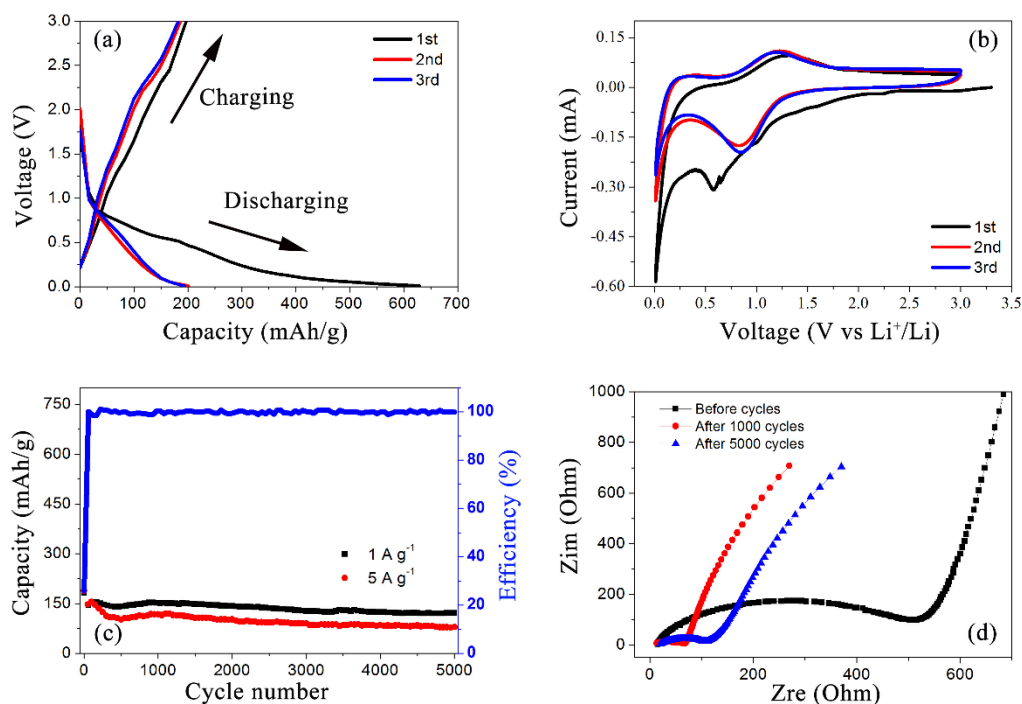 (a)
3.0
2.5
2.0
1.5
1.0
0.5
0.0
Voltage (V)
1st
2nd
3rd
Charging
Discharging
0 100 200 300 400 500 600 700
Capacity (mAh/g)
(b)
0.15
0.00
-0.15
-0.30
-0.45
-0.60
Current (mA)
1st
2nd
3rd
0.0 0.5 1.0 1.5 2.0 2.5 3.0 3.5
Voltage (V vs Li⁺/Li)
750
600
450
300
150
0
Capacity (mAh/g)
100
80
60
40
20
0
Efficiency (%)
1 A g⁻¹
5 A g⁻¹
(c)
0 1000 2000 3000 4000 5000
Cycle number
1000
800
600
400
200
0
Zim (Ohm)
Before cycles
After 1000 cycles
After 5000 cycles
(d)
0 200 400 600
Zre (Ohm)